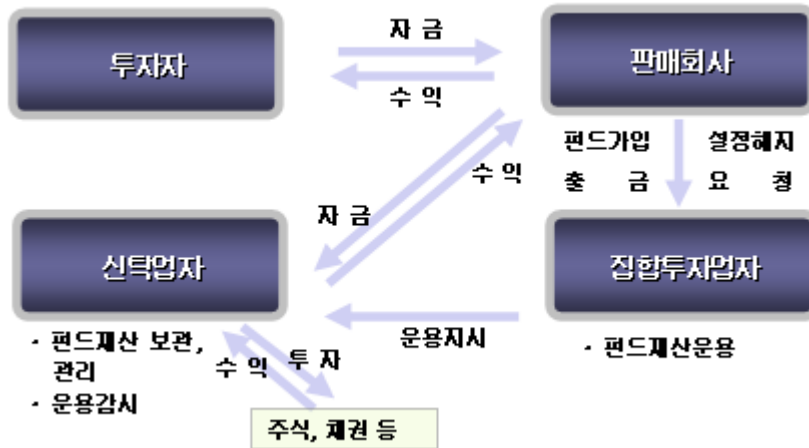 자 금
투자자
판매회사
수 익
펀드가입 설정해지
출 금 요 청
수 익
자 금
신탁업자
집합투자업자
운용지시
· 펀드재산 보관,
관리
· 운용감시
수 익
투 자
· 펀드재산운용
주식, 채권 등